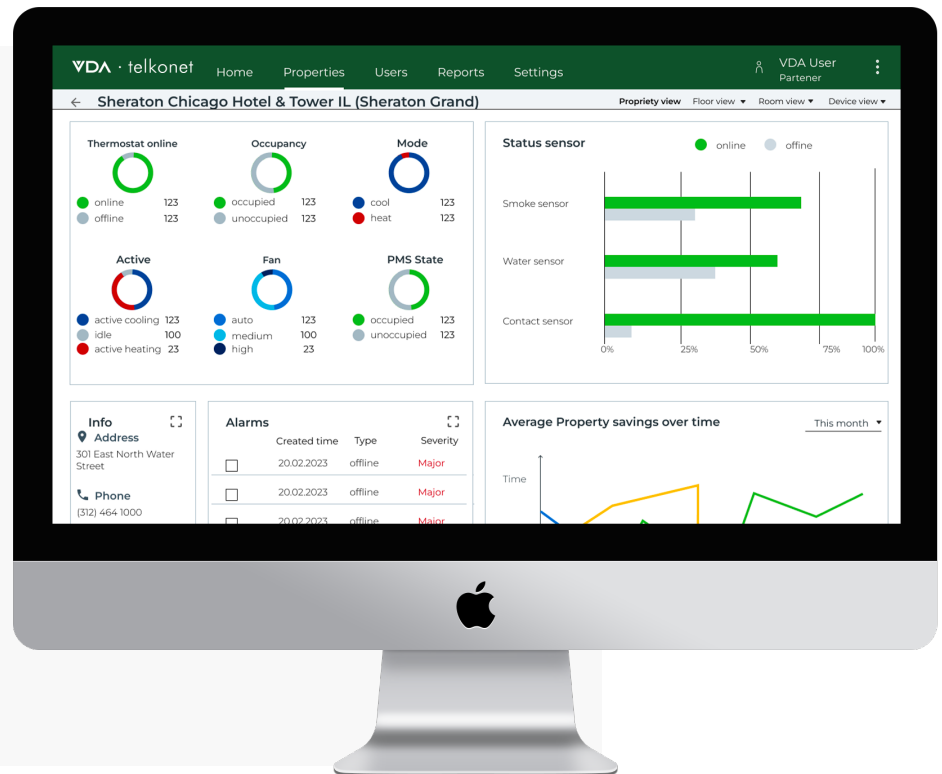 VDA · telkonet
Home Properties Users Reports Settings
VDA User
Partener
← Sheraton Chicago Hotel & Tower IL (Sheraton Grand)
Propriety view Floor view Room view Device view
Thermostat online
online 123
offline 123
Occupancy
occupied 123
unoccupied 123
Mode
cool 123
heat 123
Active
active cooling 123
idle 100
active heating 23
Fan
auto 123
medium 100
high 23
PMS State
occupied 123
unoccupied 123
Status sensor
online offine
Smoke sensor
Water sensor
Contact sensor
0% 25% 50% 75% 100%
Info
Address
301 East North Water
Street
Phone
(312) 464 1000
Alarms
Created time Type Severity
20.02.2023 offline Major
20.02.2023 offline Major
20.02.2023 offline Major
Average Property savings over time
This month
Time